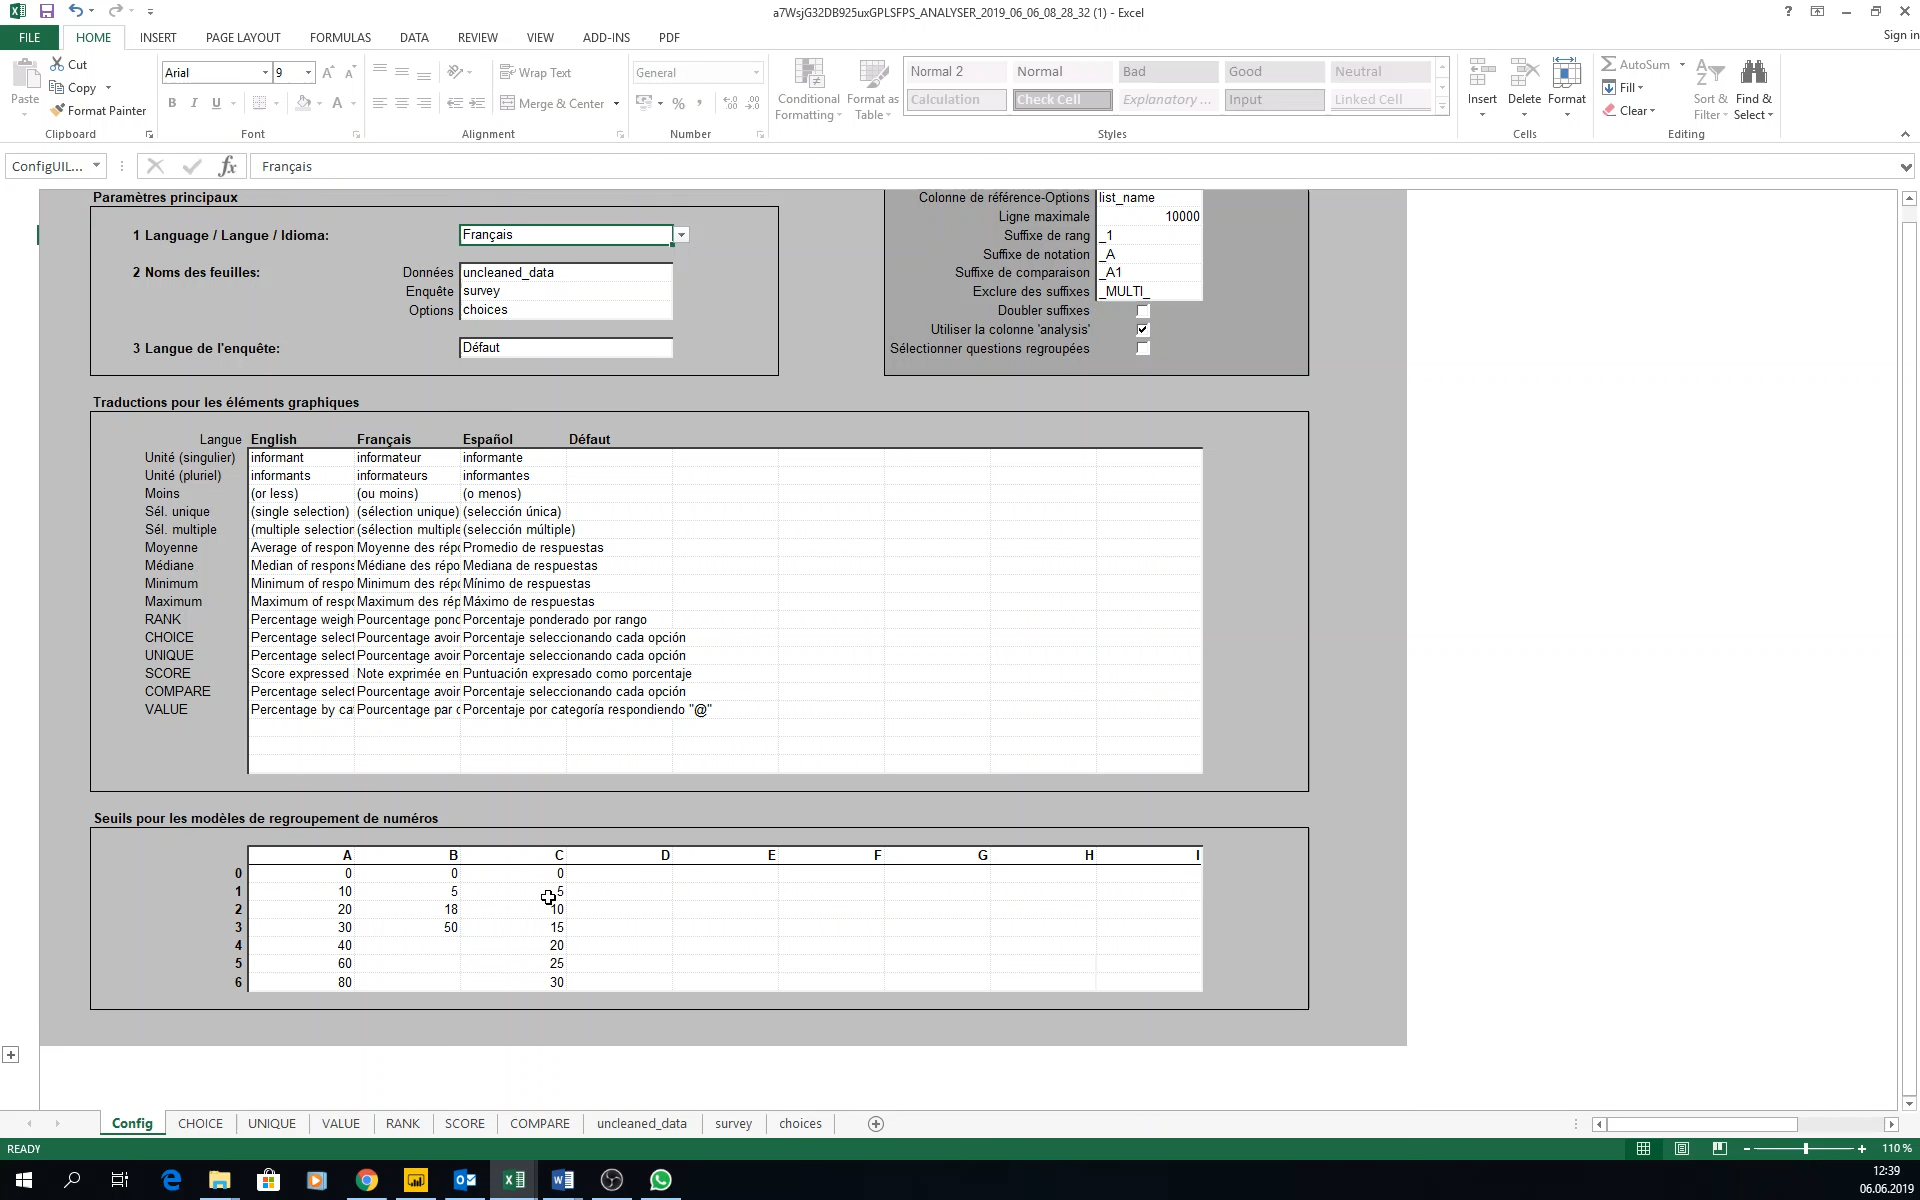 a7WsjG32DB925uxGPLSFPS_ANALYSER_2019_06_06_08_28_32 (1) - Excel
FILE HOME INSERT PAGE LAYOUT FORMULAS DATA REVIEW VIEW ADD-INS PDF Sign in
Paste Cut Copy Format Painter Clipboard
Arial 9 B I U A Font
Wrap Text Merge & Center Alignment
General % Number
Conditional Formatting Format as Table
Normal 2 Normal Bad Good Neutral
Calculation Check Cell Explanatory ... Input Linked Cell
Styles
Insert Delete Format Cells
AutoSum Fill Clear Sort & Filter Find & Select Editing
ConfigUIL... fx Français
Paramètres principaux
1 Language / Langue / Idioma: Français
2 Noms des feuilles: Données uncleaned_data
Enquête survey
Options choices
3 Langue de l'enquête: Défaut
Colonne de référence-Options list_name
Ligne maximale 10000
Suffixe de rang _1
Suffixe de notation _A
Suffixe de comparaison _A1
Exclure des suffixes _MULTI_
Doubler suffixes
Utiliser la colonne 'analysis'
Sélectionner questions regroupées
Traductions pour les éléments graphiques
Langue English Français Español Défaut
Unité (singulier) informant informateur informante
Unité (pluriel) informants informateurs informantes
Moins (or less) (ou moins) (o menos)
Sél. unique (single selection) (sélection unique) (selección única)
Sél. multiple (multiple selection (sélection multiple (selección múltiple)
Moyenne Average of respon Moyenne des répo Promedio de respuestas
Médiane Median of respons Médiane des répo Mediana de respuestas
Minimum Minimum of respo Minimum des répo Mínimo de respuestas
Maximum Maximum of respo Maximum des rép Máximo de respuestas
RANK Percentage weigh Pourcentage pond Porcentaje ponderado por rango
CHOICE Percentage select Pourcentage avoir Porcentaje seleccionando cada opción
UNIQUE Percentage select Pourcentage avoir Porcentaje seleccionando cada opción
SCORE Score expressed Note exprimée en Puntuación expresado como porcentaje
COMPARE Percentage select Pourcentage avoir Porcentaje seleccionando cada opción
VALUE Percentage by cat Pourcentage par c Porcentaje por categoría respondiendo "@"
Seuils pour les modèles de regroupement de numéros
A B C D E F G H I
0 0 0 0
1 10 5 5
2 20 18 10
3 30 50 15
4 40 20
5 60 25
6 80 30
Config CHOICE UNIQUE VALUE RANK SCORE COMPARE uncleaned_data survey choices
READY 110 %
12:39
06.06.2019